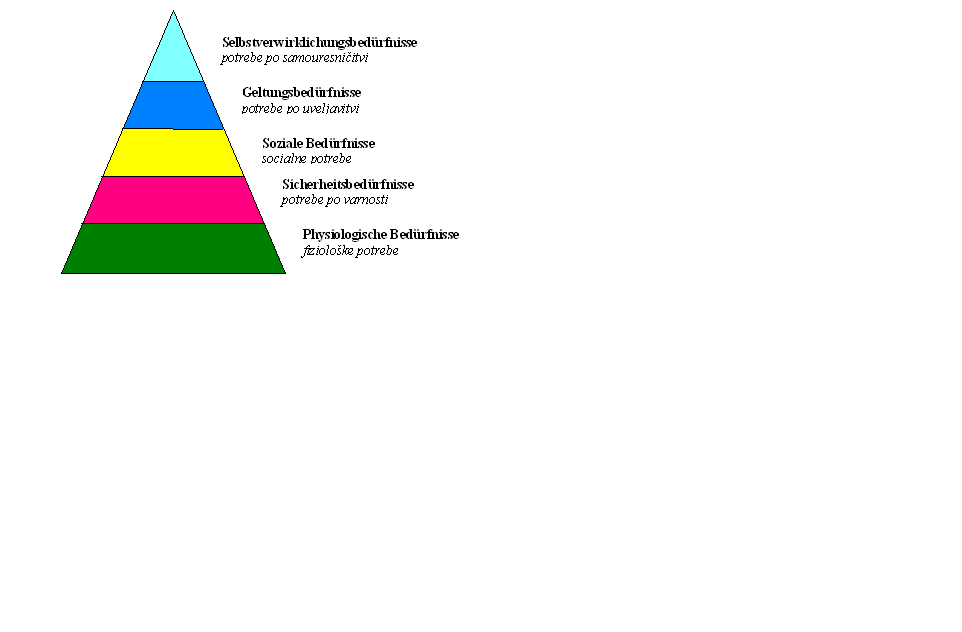 Selbstverwirklichungsbedürfnisse
potrebe po samouresničitvi
Geltungsbedürfnisse
potrebe po uveljavitvi
Soziale Bedürfnisse
socialne potrebe
Sicherheitsbedürfnisse
potrebe po varnosti
Physiologische Bedürfnisse
fiziološke potrebe